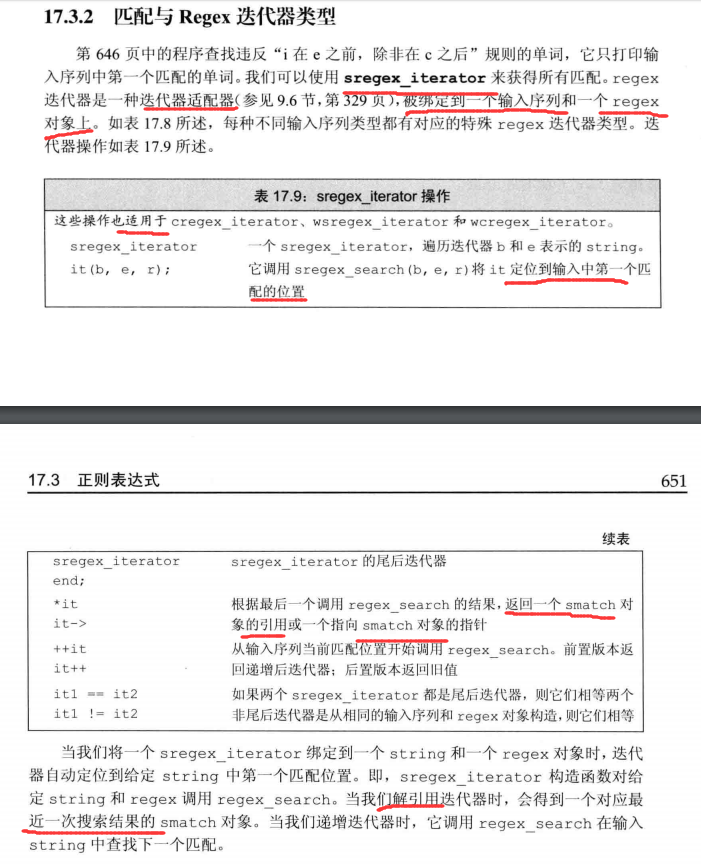 17.3.2 匹配与 Regex 迭代器类型
第 646 页中的程序查找违反“i 在 e 之前，除非在 c 之后”规则的单词，它只打印输
入序列中第一个匹配的单词。我们可以使用 sregex_iterator 来获得所有匹配。regex
迭代器是一种迭代器适配器（参见 9.6 节，第 329 页），被绑定到一个输入序列和一个 regex
对象上。如表 17.8 所述，每种不同输入序列类型都有对应的特殊 regex 迭代器类型。迭
代器操作如表 17.9 所述。
表 17.9：sregex_iterator 操作
这些操作也适用于 cregex_iterator、wsregex_iterator 和 wcregex_iterator。
sregex_iterator 一个 sregex_iterator，遍历迭代器 b 和 e 表示的 string。
it(b, e, r); 它调用 sregex_search(b, e, r)将 it 定位到输入中第一个匹
配的位置
17.3 正则表达式 651
续表
sregex_iterator sregex_iterator 的尾后迭代器
end;
*it 根据最后一个调用 regex_search 的结果，返回一个 smatch 对
it-> 象的引用或一个指向 smatch 对象的指针
++it 从输入序列当前匹配位置开始调用 regex_search。前置版本返
it++ 回递增后迭代器；后置版本返回旧值
it1 == it2 如果两个 sregex_iterator 都是尾后迭代器，则它们相等两个
it1 != it2 非尾后迭代器是从相同的输入序列和 regex 对象构造，则它们相等
当我们将一个 sregex_iterator 绑定到一个 string 和一个 regex 对象时，迭代
器自动定位到给定 string 中第一个匹配位置。即，sregex_iterator 构造函数对给
定 string 和 regex 调用 regex_search。当我们解引用迭代器时，会得到一个对应最
近一次搜索结果的 smatch 对象。当我们递增迭代器时，它调用 regex_search 在输入
string 中查找下一个匹配。